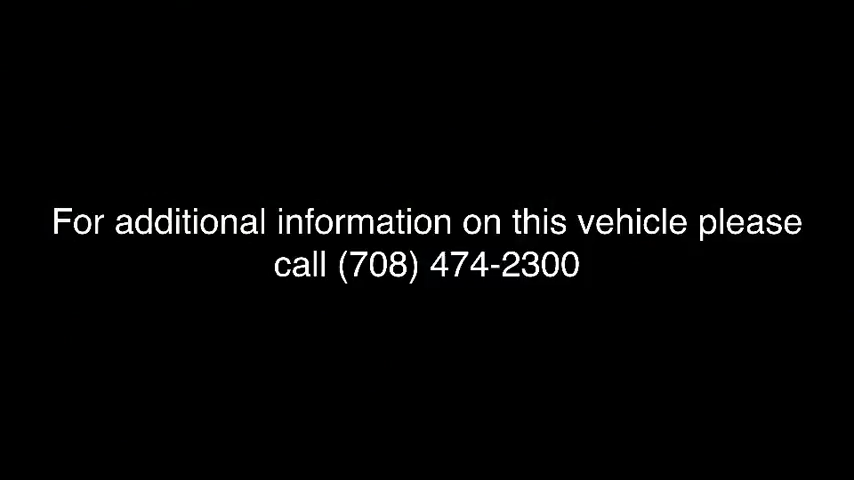 For additional information on this vehicle please
call (708) 474-2300